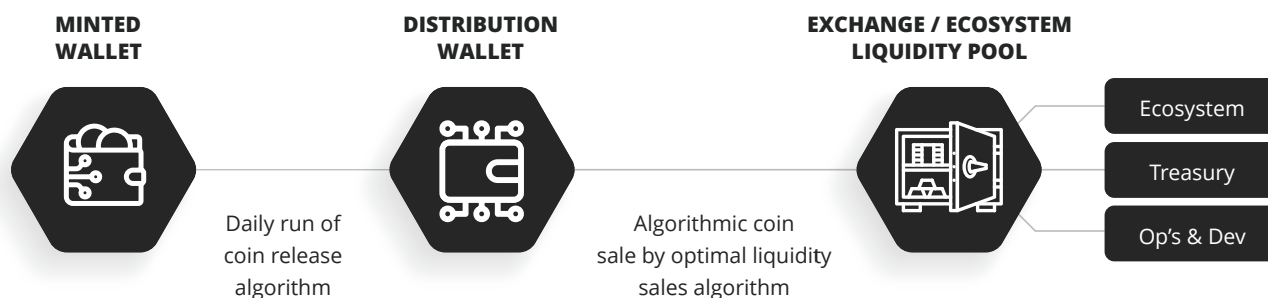 MINTED
WALLET
DISTRIBUTION
WALLET
EXCHANGE / ECOSYSTEM
LIQUIDITY POOL
Daily run of
coin release
algorithm
Algorithmic coin
sale by optimal liquidity
sales algorithm
Ecosystem
Treasury
Op's & Dev